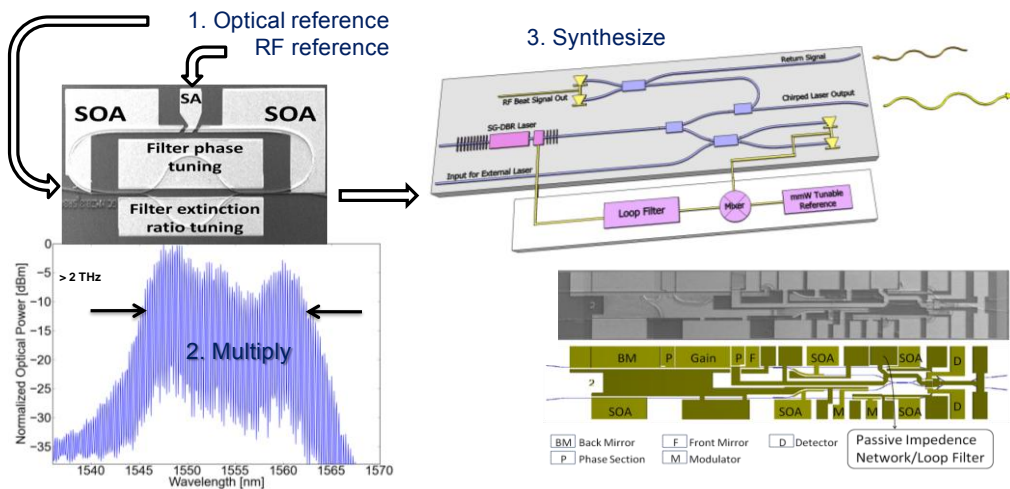 1. Optical reference
RF reference
SOA
SA
SOA
Filter phase
tuning
Filter extinction
ratio tuning
Normalized Optical Power [dBm]
0
−5
−10
−15
−20
−25
−30
−35
> 2 THz
2. Multiply
1540
1545
1550
1555
1560
1565
1570
Wavelength [nm]
3. Synthesize
Return Signal
RF Beat Signal Out
Chirped Laser Output
SG-DBR Laser
Input for External Laser
Loop Filter
Mixer
mmW Tunable
Reference
2
BM
P
Gain
P
F
SOA
SOA
D
2
SOA
SOA
M
M
SOA
D
BM Back Mirror
F Front Mirror
D Detector
P Phase Section
M Modulator
Passive Impedance
Network/Loop Filter